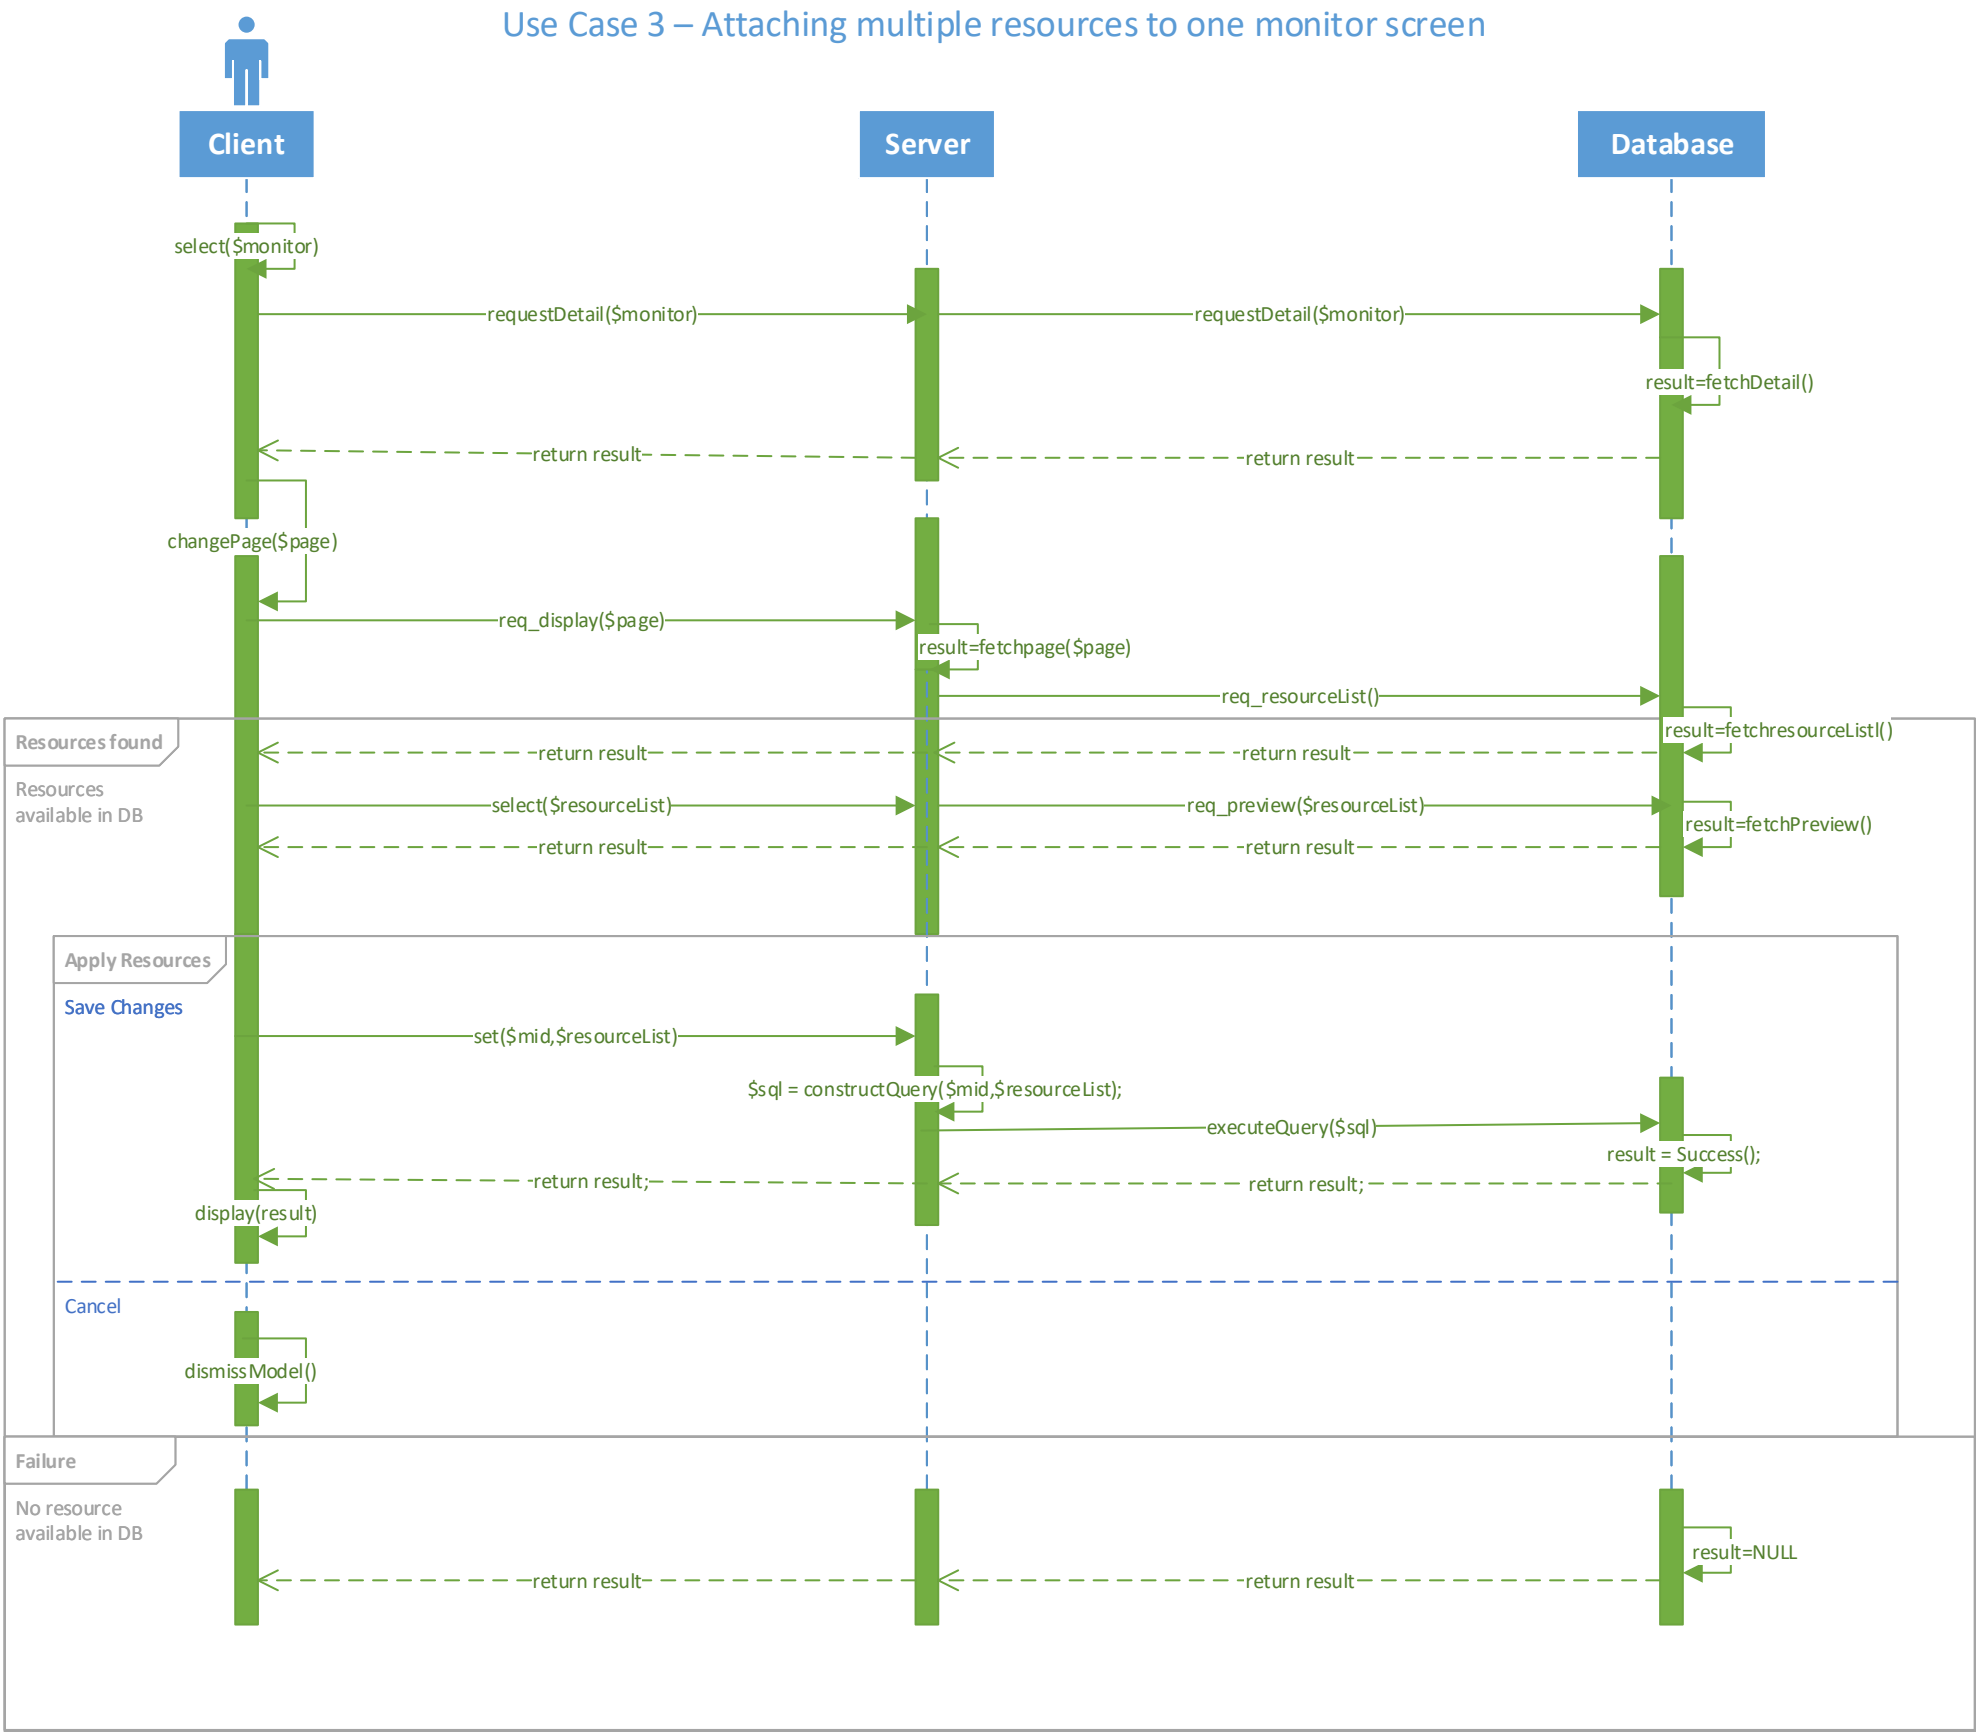 Use Case 3 – Attaching multiple resources to one monitor screen
Client
Server
Database
select($monitor)
requestDetail($monitor)
requestDetail($monitor)
result=fetchDetail()
return result
return result
changePage($page)
req_display($page)
result=fetchpage($page)
req_resourceList()
Resources found
result=fetchresourceListl()
return result
return result
Resources
available in DB
select($resourceList)
req_preview($resourceList)
result=fetchPreview()
return result
return result
Apply Resources
Save Changes
set($mid,$resourceList)
$sql = constructQuery($mid,$resourceList);
executeQuery($sql)
result = Success();
return result;
return result;
display(result)
Cancel
dismissModel()
Failure
No resource
available in DB
result=NULL
return result
return result